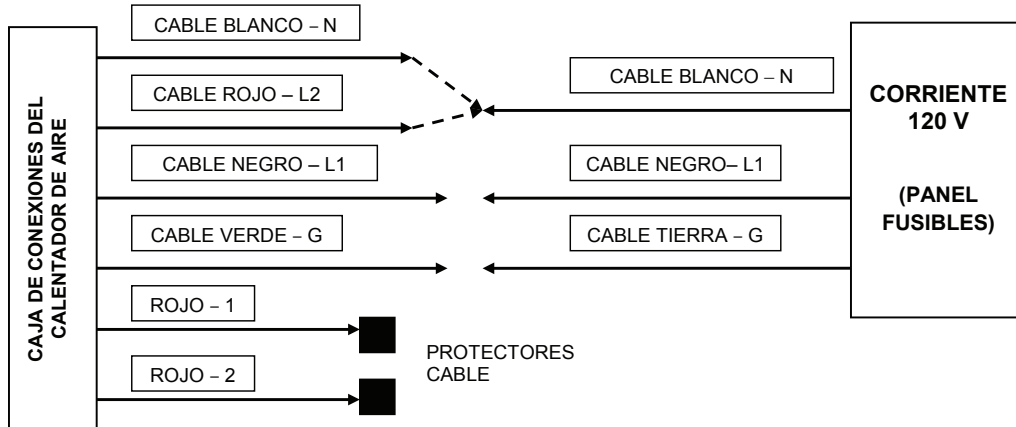 CAJA DE CONEXIONES DEL
CALENTADOR DE AIRE
CABLE BLANCO – N
CABLE ROJO – L2
CABLE NEGRO – L1
CABLE VERDE – G
ROJO – 1
ROJO – 2
PROTECTORES
CABLE
CABLE BLANCO – N
CABLE NEGRO– L1
CABLE TIERRA – G
CORRIENTE
120 V
(PANEL
FUSIBLES)